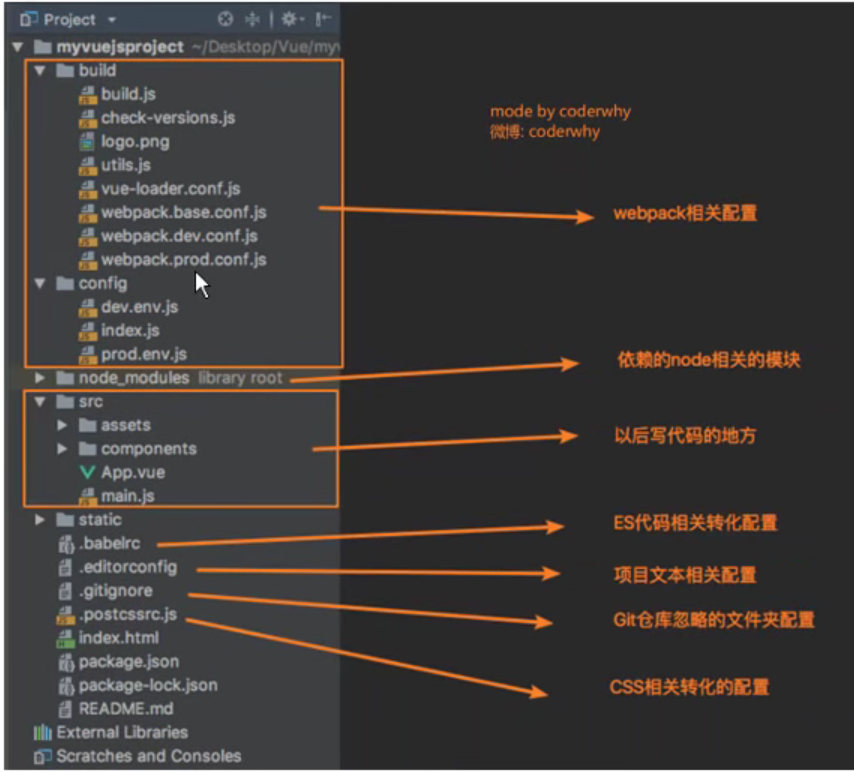 Project
myvuejsproject ~/Desktop/Vue/myv
build
build.js
check-versions.js
logo.png
utils.js
vue-loader.conf.js
webpack.base.conf.js
webpack.dev.conf.js
webpack.prod.conf.js
config
dev.env.js
index.js
prod.env.js
node_modules library root
src
assets
components
App.vue
main.js
static
.babelrc
.editorconfig
.gitignore
.postcssrc.js
index.html
package.json
package-lock.json
README.md
External Libraries
Scratches and Consoles
mode by coderwhy
微博: coderwhy
webpack相关配置
依赖的node相关的模块
以后写代码的地方
ES代码相关转化配置
项目文本相关配置
Git仓库忽略的文件夹配置
CSS相关转化的配置